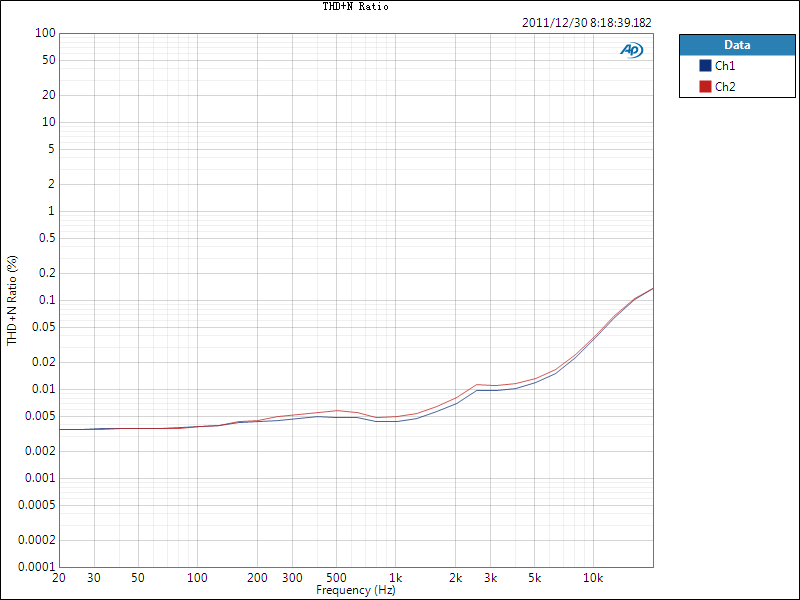 THD+N Ratio
2011/12/30 8:18:39.182
AP
Data
Ch1
Ch2
THD+N Ratio (%)
100
50
20
10
5
2
1
0.5
0.2
0.1
0.05
0.02
0.01
0.005
0.002
0.001
0.0005
0.0002
0.0001
20 30 50 100 200 300 500 1k 2k 3k 5k 10k
Frequency (Hz)